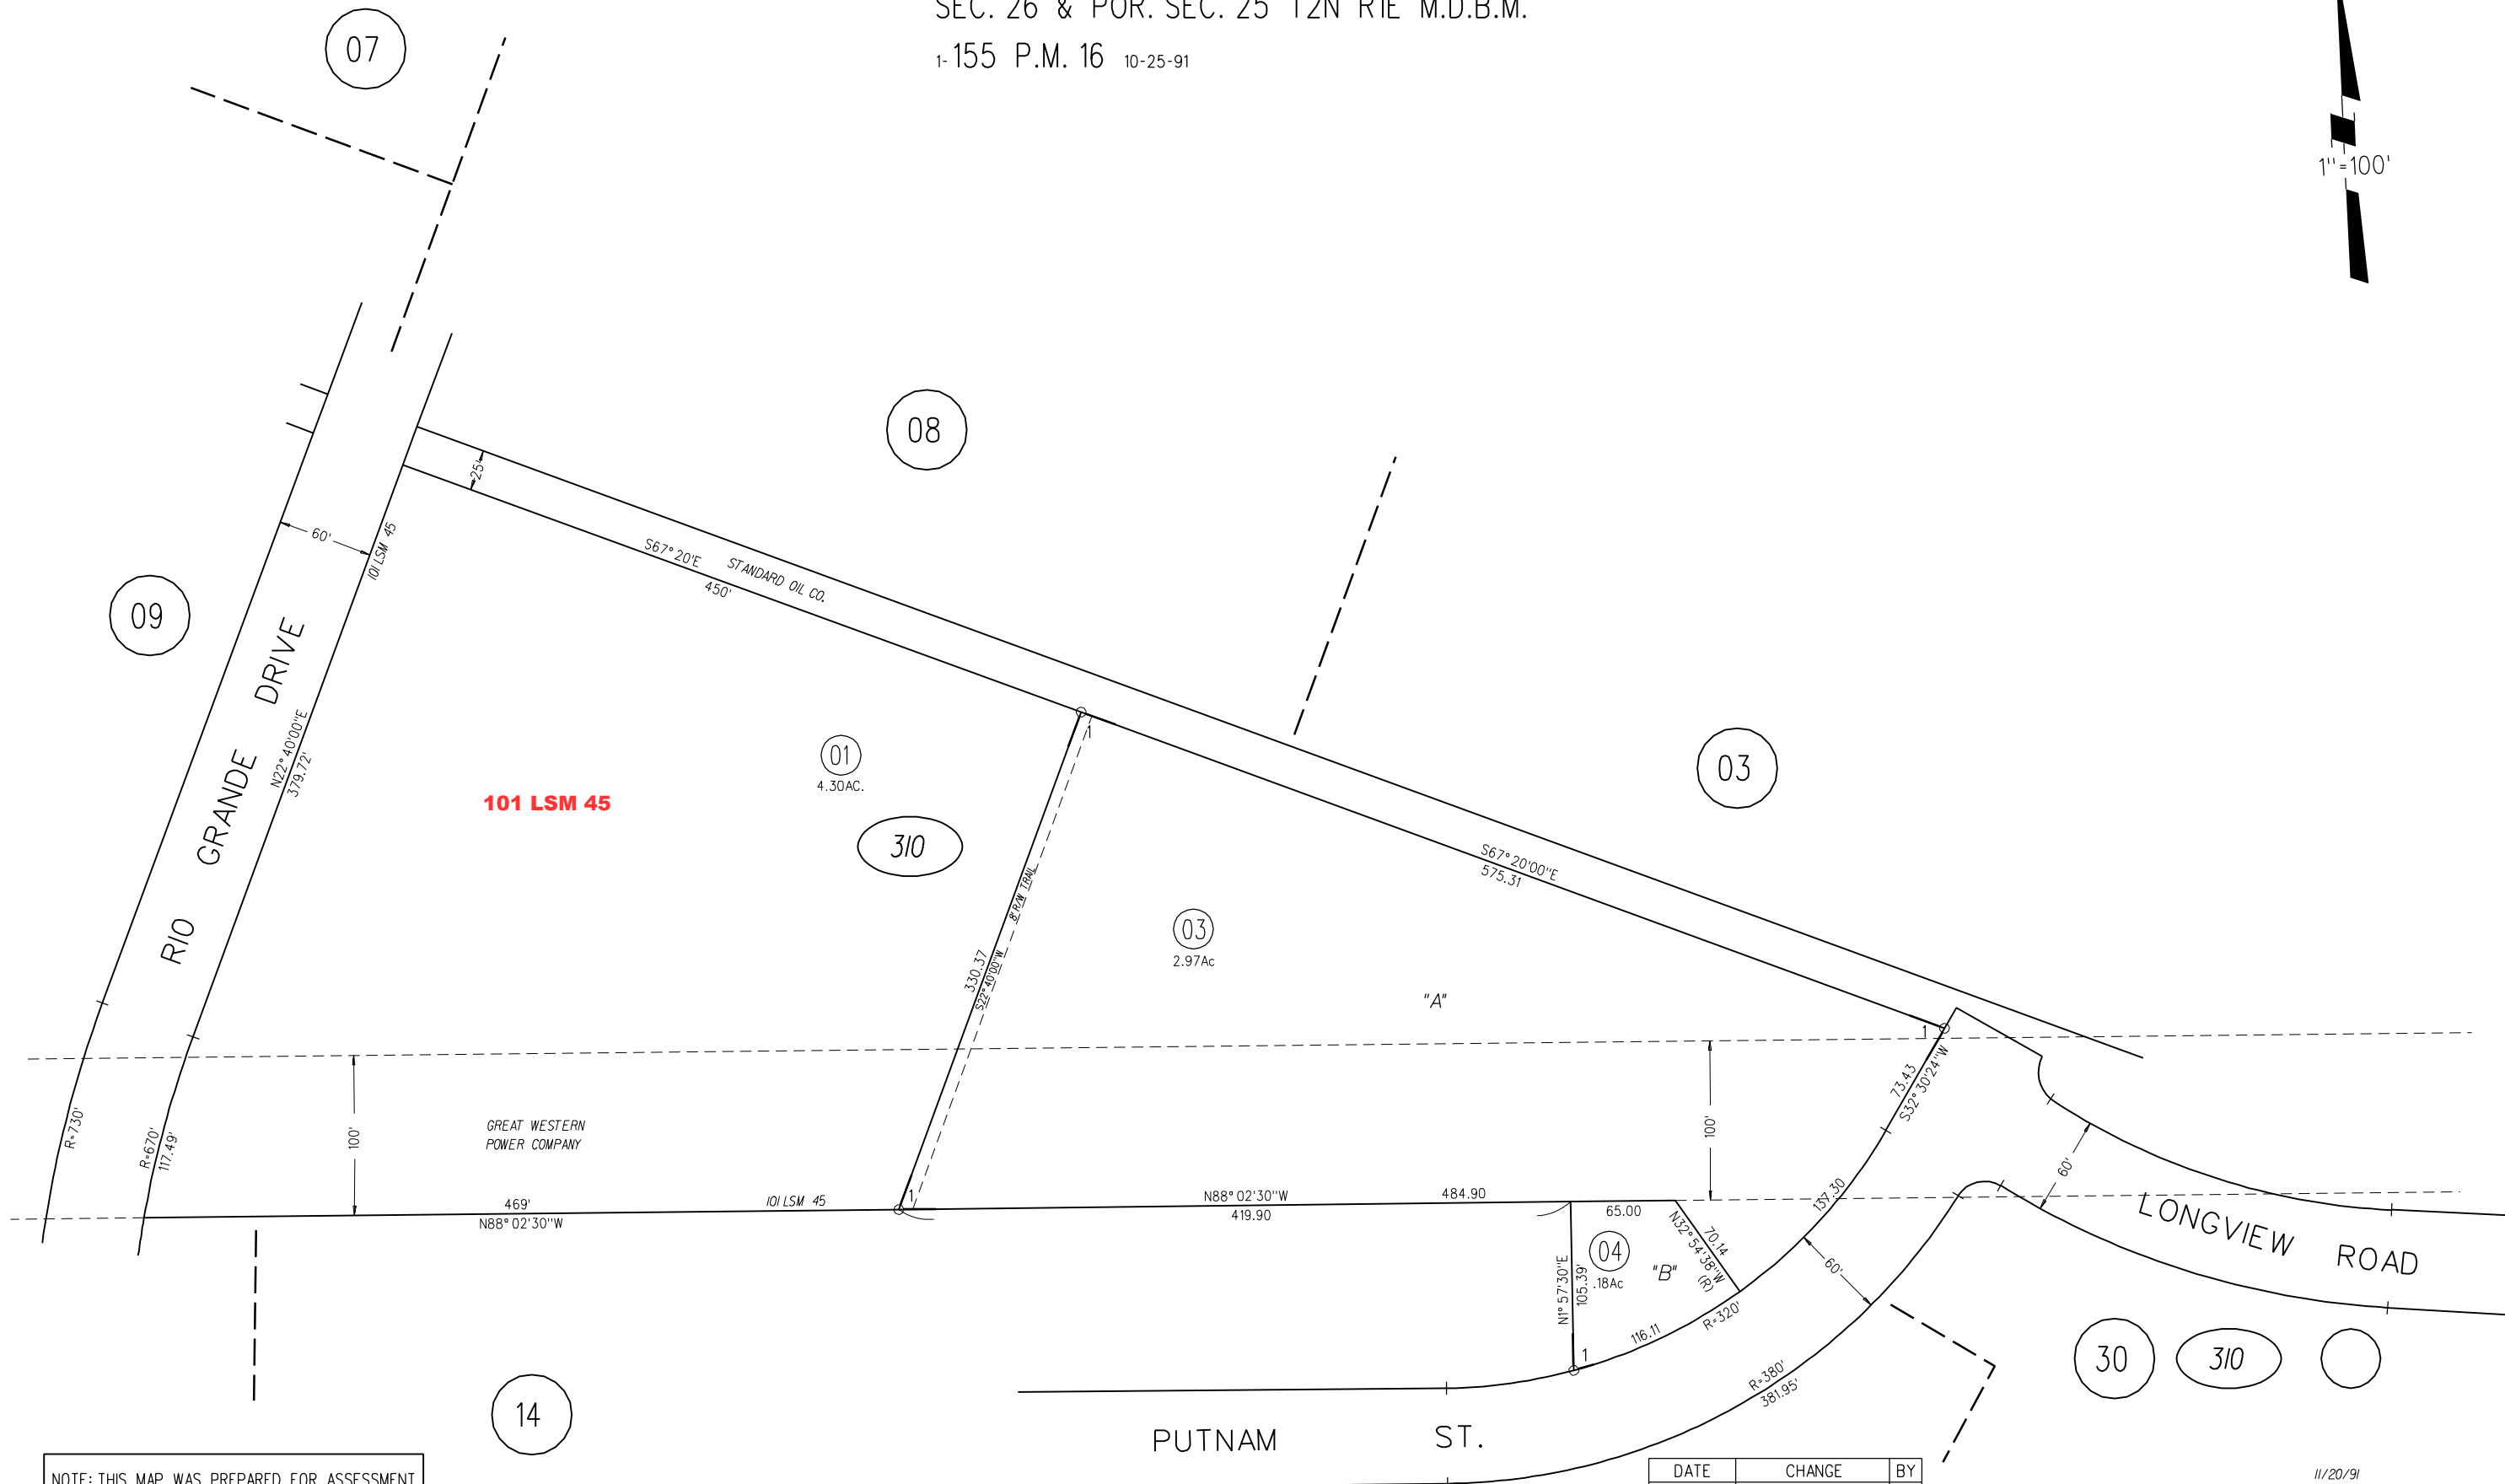 SEC. 26 & POR. SEC. 25 T2N R1E M.D.B.M.
1-155 P.M. 16 10-25-91
1"=100'
07
08
09
03
25'
60'
101 LSM 45
S67°20'E STANDARD OIL CO.
450'
RIO GRANDE DRIVE
N22°40'00"E
379.72'
101 LSM 45
01
4.30AC.
310
1
8' R/W TRAIL
330.37
S22°40'00"W
03
2.97Ac
"A"
S67°20'00"E
575.31
1
73.43
S32°30'24"W
R=730'
R=670'
117.49'
100'
GREAT WESTERN
POWER COMPANY
469'
N88°02'30"W
101 LSM 45
1
N88°02'30"W 484.90
419.90
65.00
100'
137.30
60'
60'
LONGVIEW ROAD
N1°57'30"E
105.39'
04
.18Ac
"B"
70.14
N32°54'38"W
(R)
116.11
R=320'
1
R=380'
381.95'
30
310
14
PUTNAM ST.
NOTE: THIS MAP WAS PREPARED FOR ASSESSMENT
DATE CHANGE BY
11/20/91